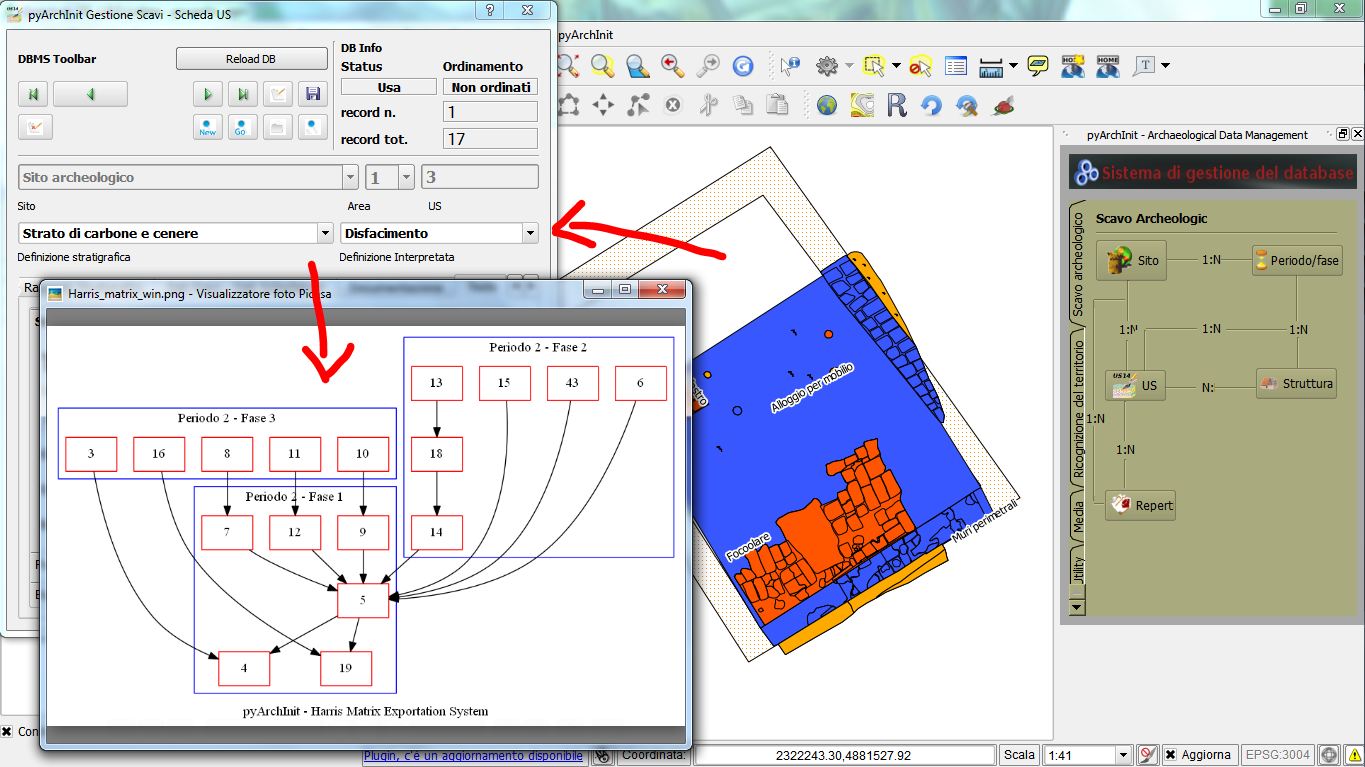 pyArchInit Gestione Scavi - Scheda US
DBMS Toolbar
Reload DB
DB Info
Status
Ordinamento
Usa
Non ordinati
record n.
1
record tot.
17
New
Go
Sito archeologico
1
3
Sito
Area
US
Strato di carbone e cenere
Disfacimento
Definizione stratigrafica
Definizione Interpretata
Harris_matrix_win.png - Visualizzatore foto Picasa
Periodo 2 - Fase 2
13
15
43
6
Periodo 2 - Fase 3
3
16
8
11
10
18
Periodo 2 - Fase 1
7
12
9
14
5
4
19
pyArchInit - Harris Matrix Exportation System
pyArchInit
HOME
T
R
Alloggio per mobilio
Focoolare
Muri perimetrali
pyArchInit - Archaeological Data Management
Sistema di gestione del database
Scavo archeologico
Ricognizione del territorio
Media
Utility
Scavo Archeologic
Sito
1:N
Periodo/fase
1:N
1:N
1:N
US
N:
Struttura
1:N
1:N
Repert
Con
Plugin, c'è un aggiornamento disponibile
Coordinata:
2322243.30,4881527.92
Scala
1:41
Aggiorna
EPSG:3004